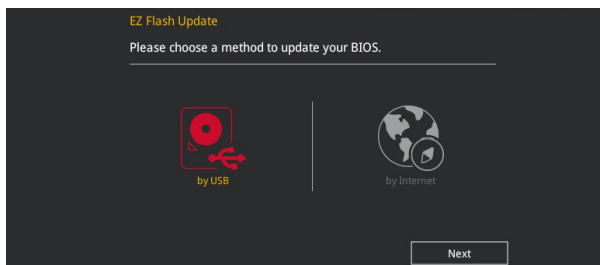 EZ Flash Update
Please choose a method to update your BIOS.
by USB
by Internet
Next